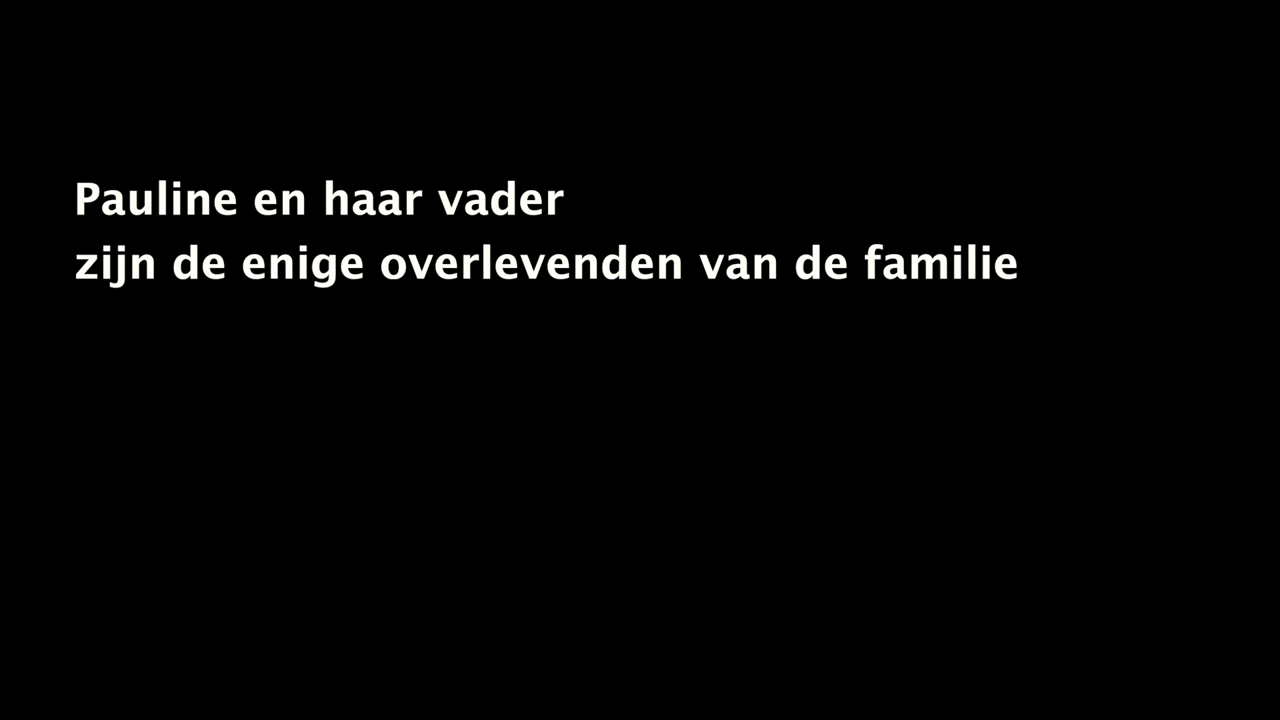 Pauline en haar vader
zijn de enige overlevenden van de familie